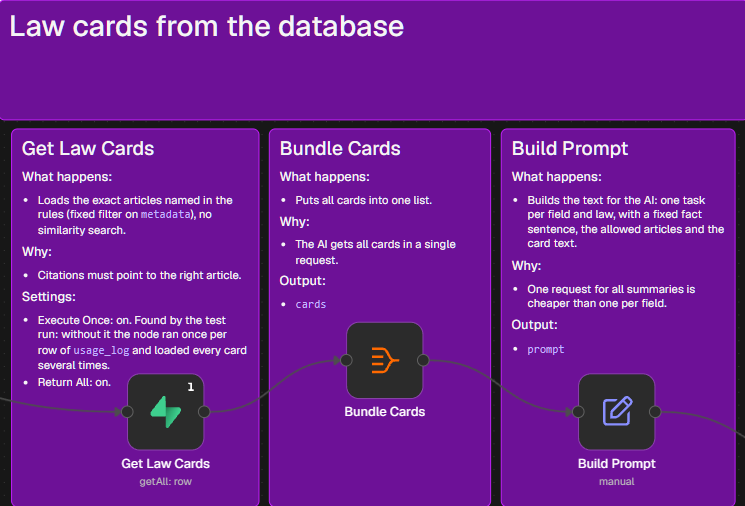 Law cards from the database
Get Law Cards
What happens:
• Loads the exact articles named in the
rules (fixed filter on metadata), no
similarity search.
Why:
• Citations must point to the right article.
Settings:
• Execute Once: on. Found by the test
run: without it the node ran once per
row of usage_log and loaded every card
several times.
• Return All: on.
1
Get Law Cards
getAll: row
Bundle Cards
What happens:
• Puts all cards into one list.
Why:
• The AI gets all cards in a single
request.
Output:
• cards
Bundle Cards
Build Prompt
What happens:
• Builds the text for the AI: one task
per field and law, with a fixed fact
sentence, the allowed articles and the
card text.
Why:
• One request for all summaries is
cheaper than one per field.
Output:
• prompt
Build Prompt
manual